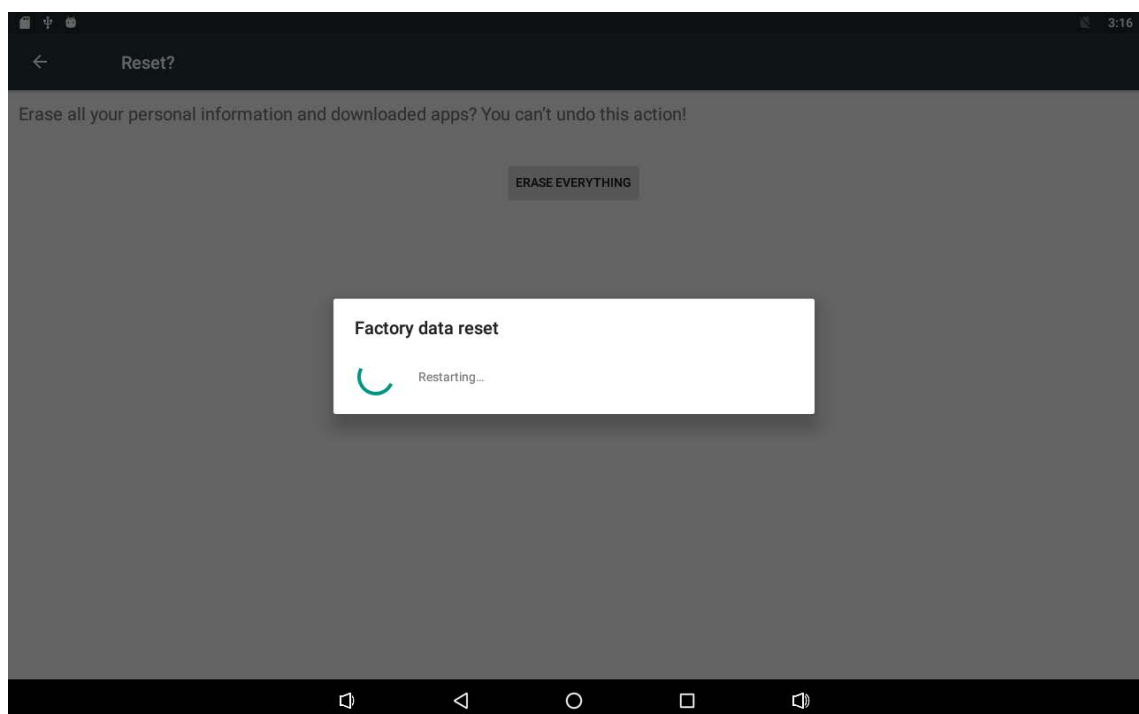 3:16
Reset?
Erase all your personal information and downloaded apps? You can't undo this action!
ERASE EVERYTHING
Factory data reset
Restarting...